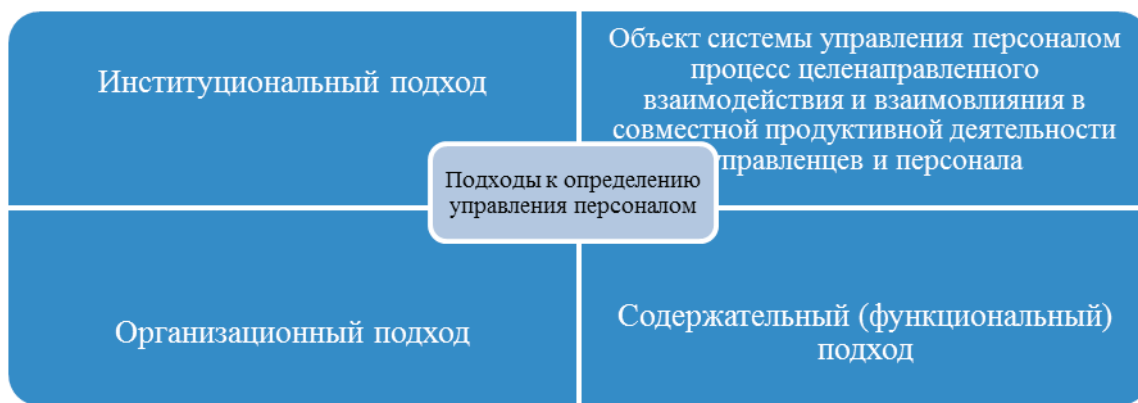 Институциональный подход
Объект системы управления персоналом
процесс целенаправленного
взаимодействия и взаимовлияния в
совместной продуктивной деятельности
управленцев и персонала
Подходы к определению
управления персоналом
Организационный подход
Содержательный (функциональный)
подход